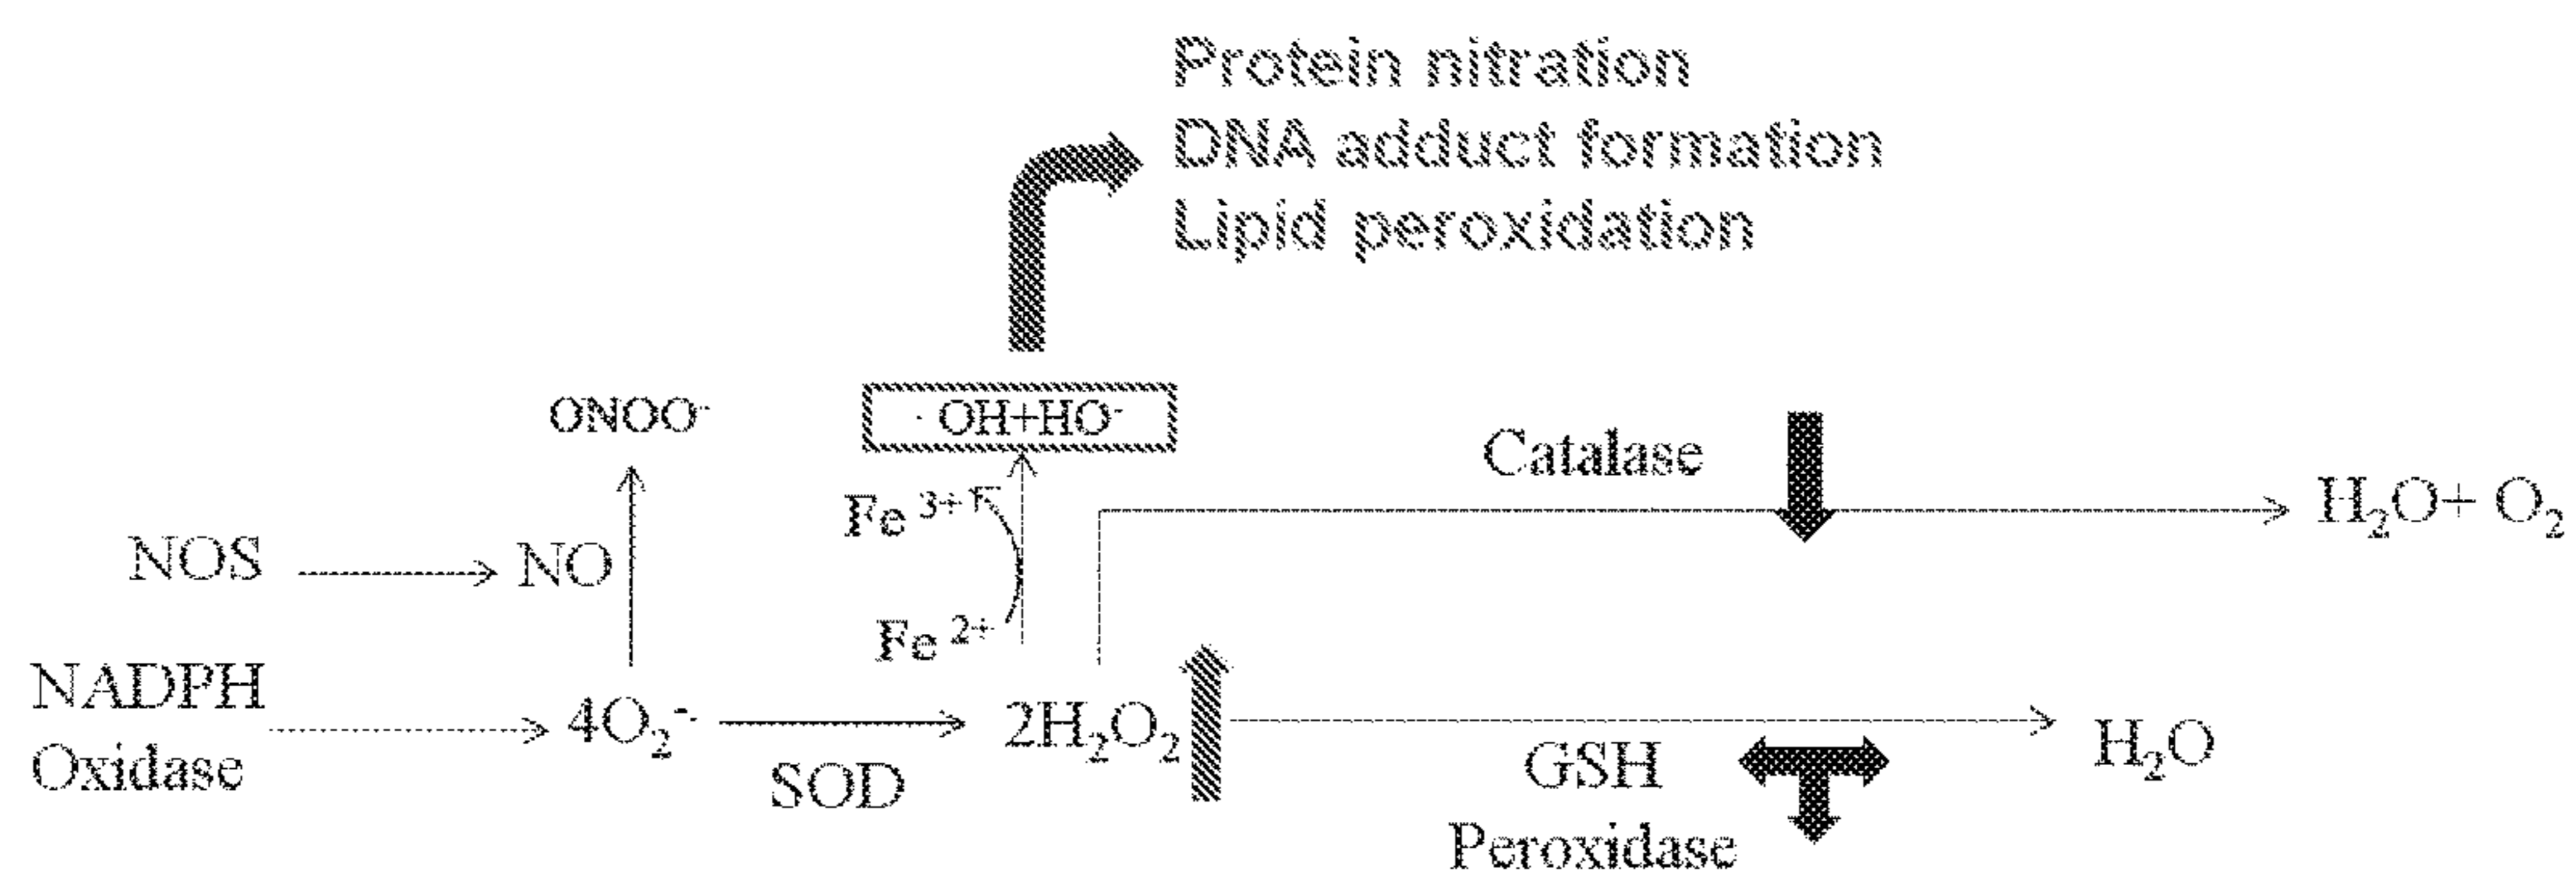 Protein nitration
DNA adduct formation
Lipid peroxidation
ONOO⁻
· OH+HO⁻
Catalase
Fe ³⁺
H₂O+ O₂
NOS
NO
Fe ²⁺
NADPH
Oxidase
4O₂⁻·
SOD
2H₂O₂
GSH
Peroxidase
H₂O